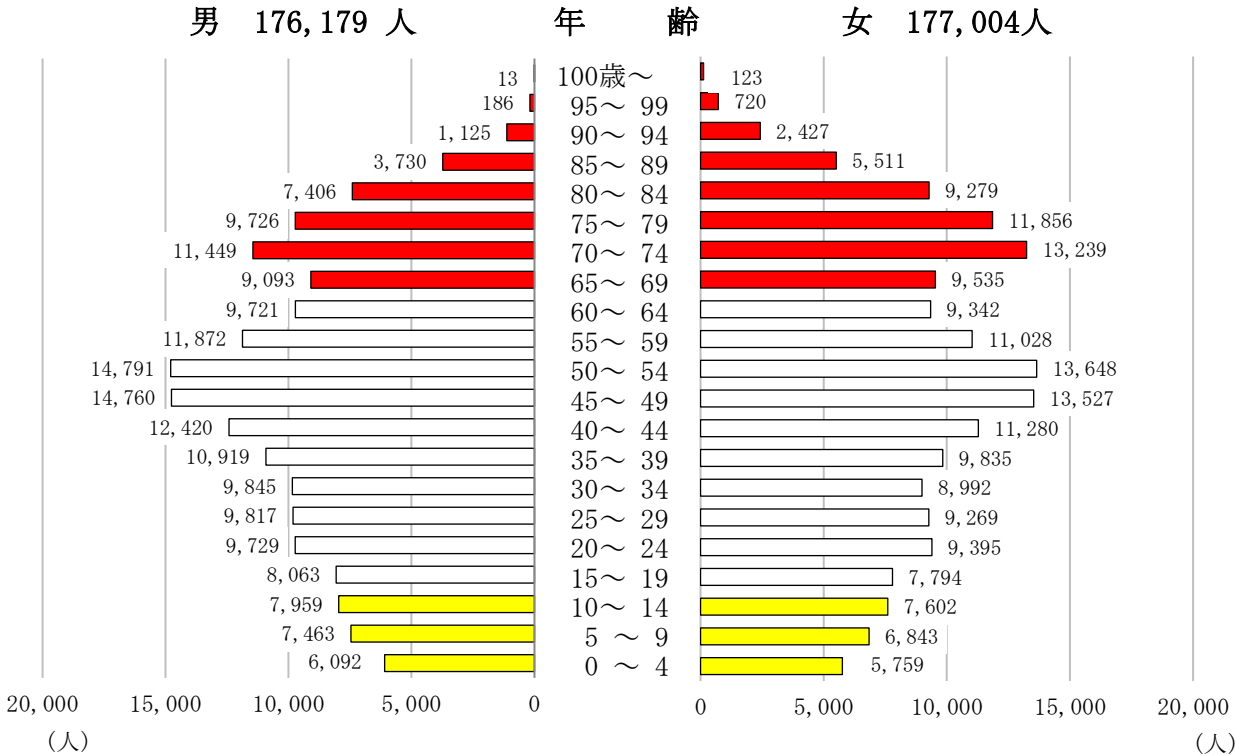 男 176,179 人 年 齢 女 177,004人
13 100歳～ 123
186 95～ 99 720
1,125 90～ 94 2,427
3,730 85～ 89 5,511
7,406 80～ 84 9,279
9,726 75～ 79 11,856
11,449 70～ 74 13,239
9,093 65～ 69 9,535
9,721 60～ 64 9,342
11,872 55～ 59 11,028
14,791 50～ 54 13,648
14,760 45～ 49 13,527
12,420 40～ 44 11,280
10,919 35～ 39 9,835
9,845 30～ 34 8,992
9,817 25～ 29 9,269
9,729 20～ 24 9,395
8,063 15～ 19 7,794
7,959 10～ 14 7,602
7,463 5 ～ 9 6,843
6,092 0 ～ 4 5,759
20,000 15,000 10,000 5,000 0 0 5,000 10,000 15,000 20,000
(人) (人)